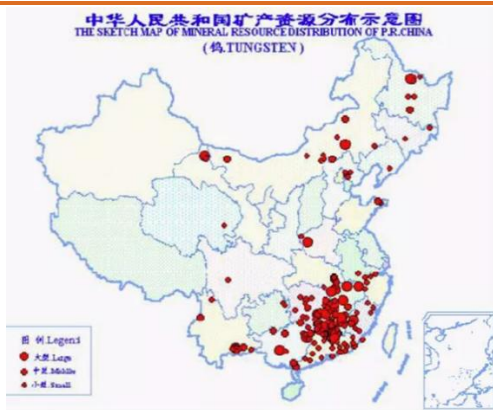 中华人民共和国矿产资源分布示意图
THE SKETCH MAP OF MINERAL RESOURCE DISTRIBUTION OF P.R.CHINA
(钨.TUNGSTEN)
图 例.Legend
大型.Large
中型.Middle
小型.Small